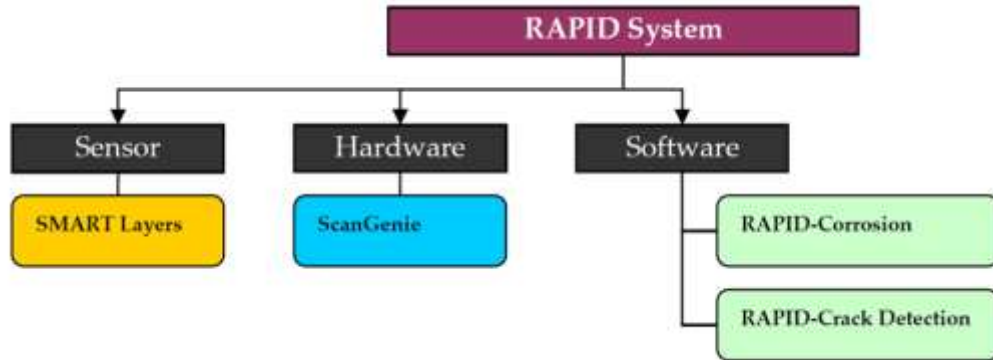 RAPID System
Sensor
Hardware
Software
SMART Layers
ScanGenie
RAPID-Corrosion
RAPID-Crack Detection